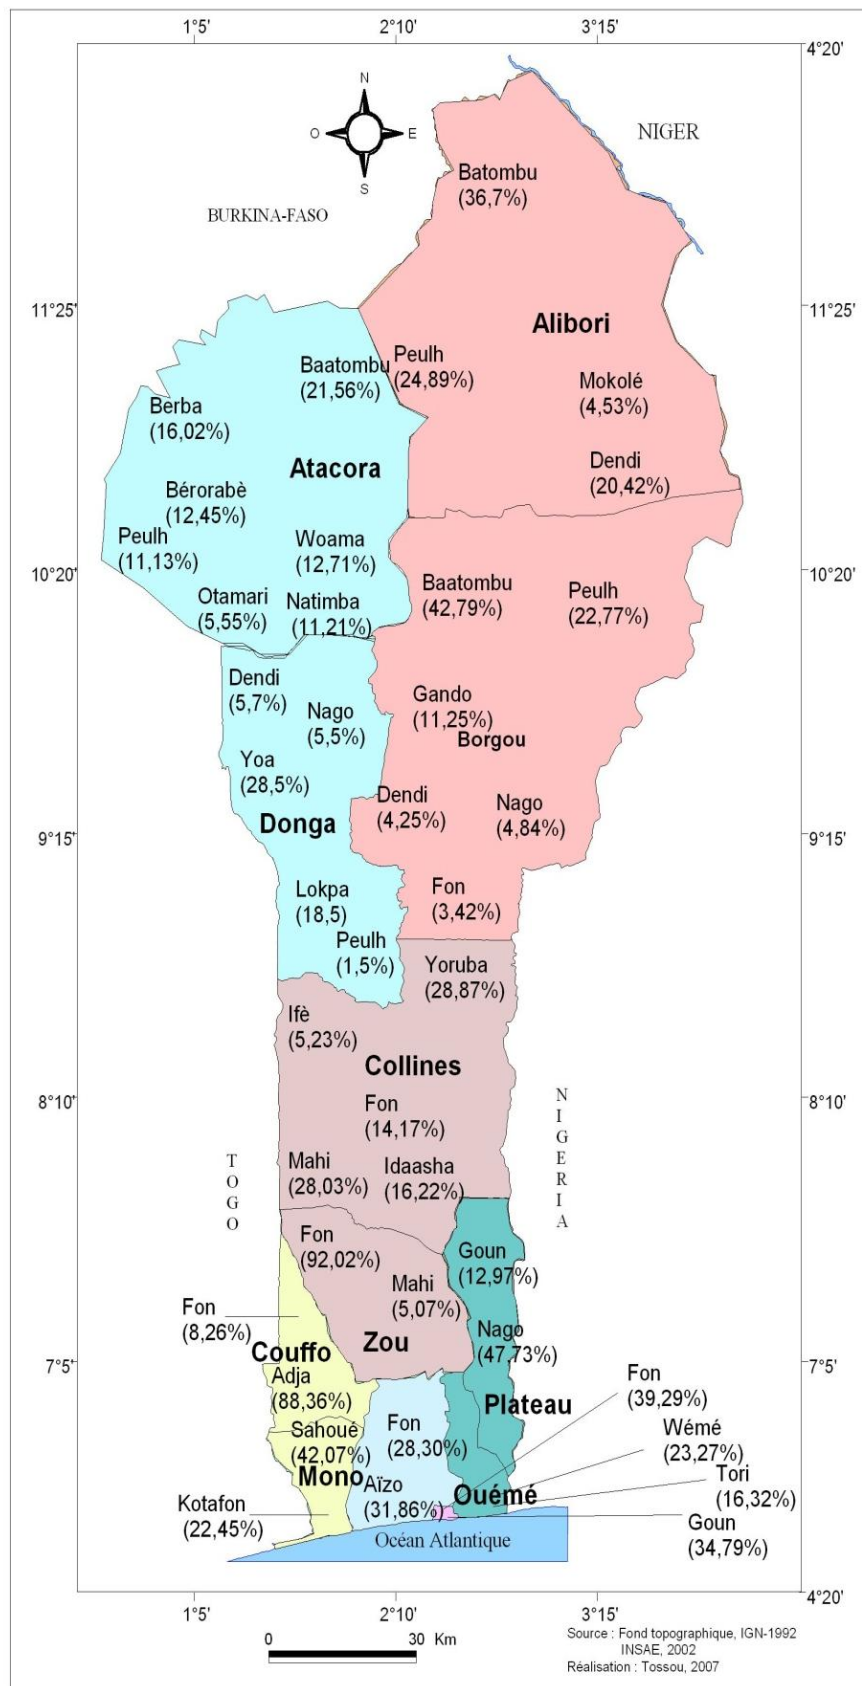 1°5'
2°10'
3°15'
4°20'
N
O
E
S
NIGER
BURKINA-FASO
Batombu
(36,7%)
11°25'
11°25'
Alibori
Peulh
(24,89%)
Baatombu
(21,56%)
Mokolé
(4,53%)
Berba
(16,02%)
Atacora
Dendi
(20,42%)
Bérorabè
(12,45%)
Peulh
(11,13%)
Woama
(12,71%)
10°20'
10°20'
Baatombu
(42,79%)
Peulh
(22,77%)
Otamari
(5,55%)
Natimba
(11,21%)
Dendi
(5,7%)
Nago
(5,5%)
Gando
(11,25%)
Borgou
Yoa
(28,5%)
Donga
Dendi
(4,25%)
Nago
(4,84%)
9°15'
9°15'
Lokpa
(18,5)
Fon
(3,42%)
Peulh
(1,5%)
Yoruba
(28,87%)
Ifè
(5,23%)
Collines
8°10'
8°10'
Fon
(14,17%)
TOGO
NIGERIA
Mahi
(28,03%)
Idaasha
(16,22%)
Fon
(92,02%)
Goun
(12,97%)
Mahi
(5,07%)
Fon
(8,26%)
Couffo
Zou
Nago
(47,73%)
7°5'
7°5'
Adja
(88,36%)
Plateau
Fon
(39,29%)
Sahoué
(42,07%)
Fon
(28,30%)
Wémé
(23,27%)
Mono
Aïzo
(31,86%)
Ouémé
Tori
(16,32%)
Kotafon
(22,45%)
Goun
(34,79%)
Océan Atlantique
4°20'
1°5'
2°10'
3°15'
0
30 Km
Source : Fond topographique, IGN-1992
INSAE, 2002
Réalisation : Tossou, 2007